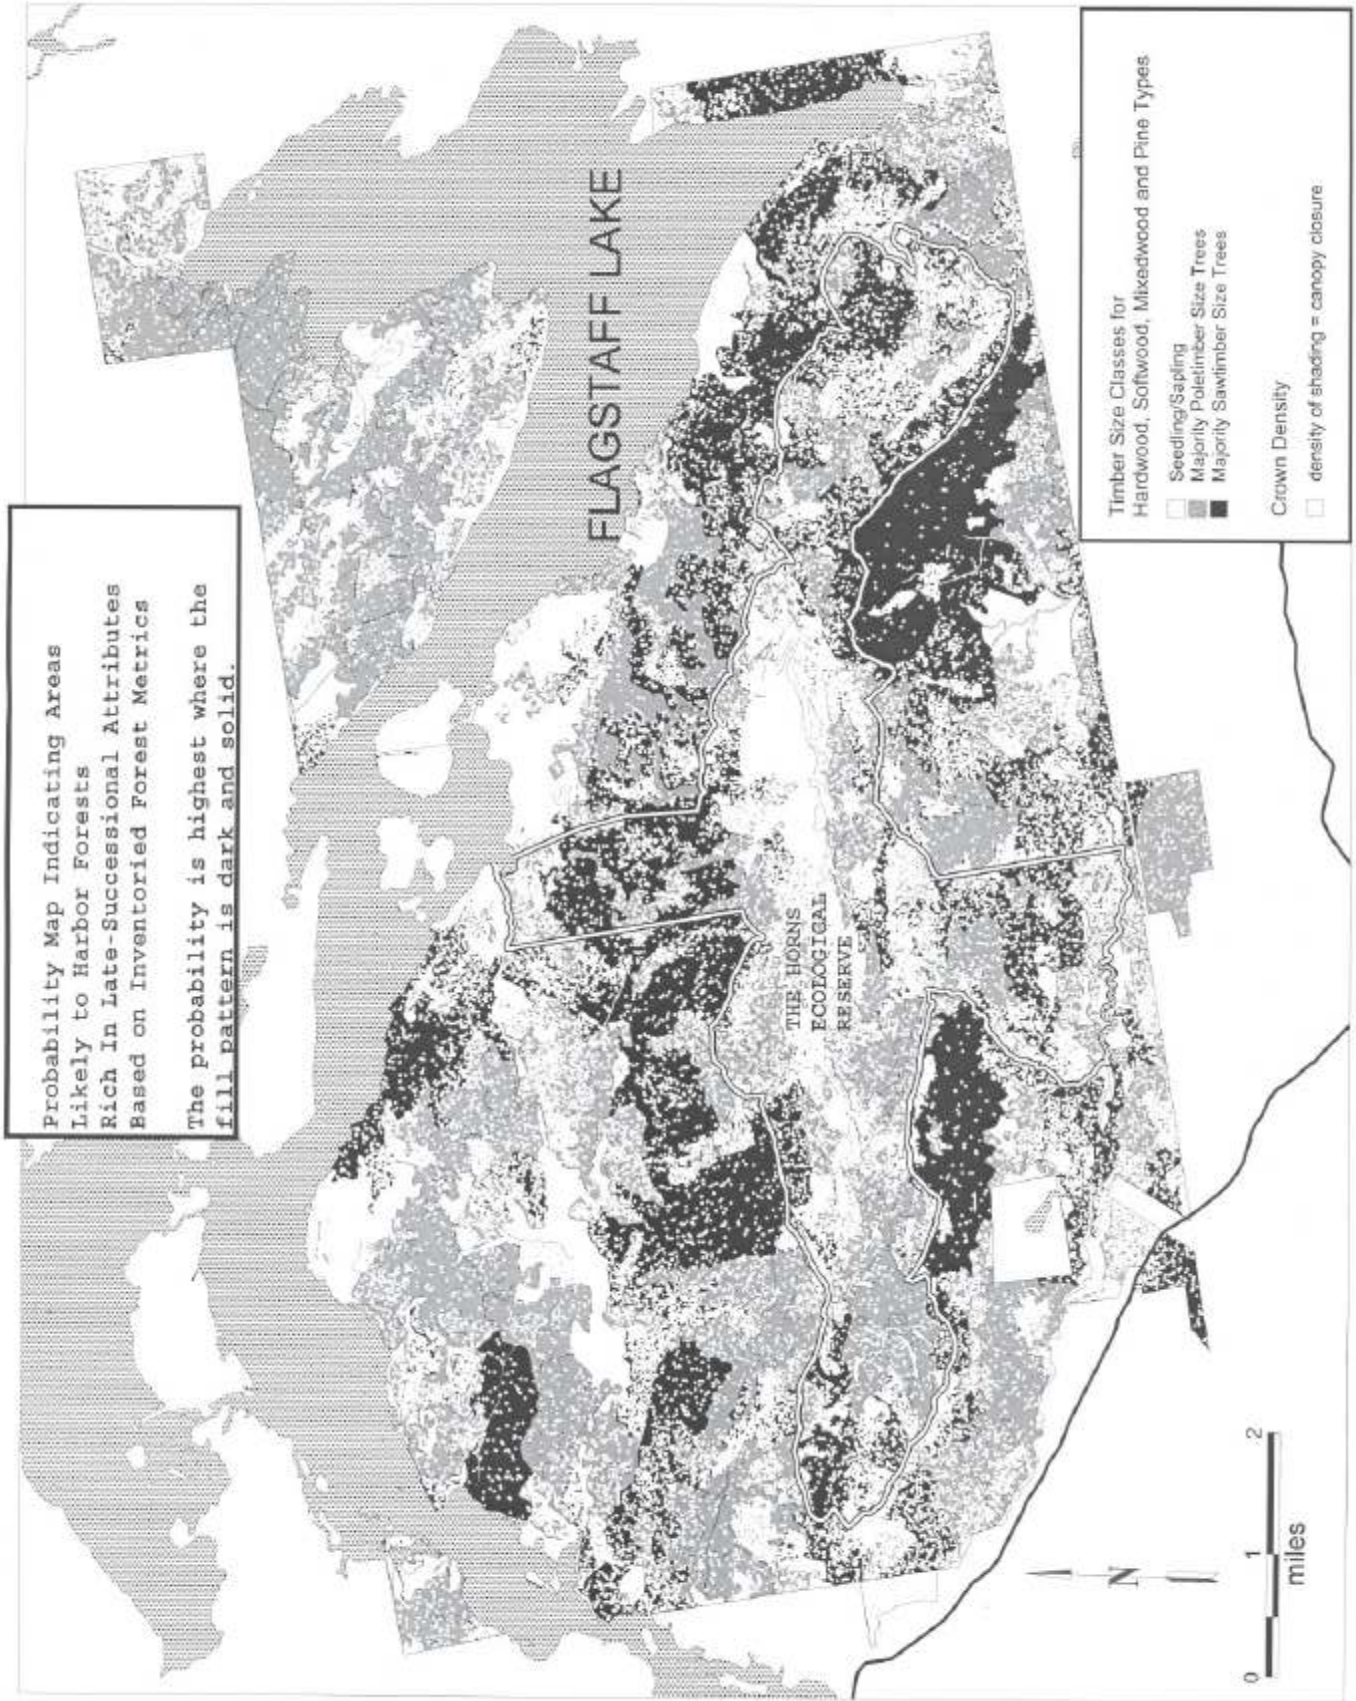 Probability Map Indicating Areas
Likely to Harbor Forests
Rich In Late-Successional Attributes
Based on Inventoried Forest Metrics
The probability is highest where the
fill pattern is dark and solid.
FLAGSTAFF LAKE
THE HORNS
ECOLOGICAL
RESERVE
Timber Size Classes for
Hardwood, Softwood, Mixedwood and Pine Types
Seedling/Sapling
Majority Poletimber Size Trees
Majority Sawtimber Size Trees
Crown Density
density of shading = canopy closure
N
0 1 2
miles